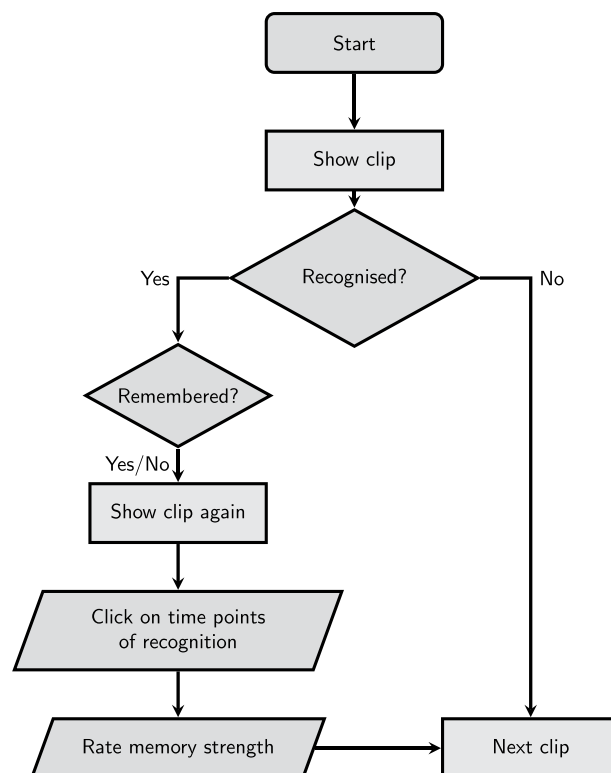 Start
Show clip
Recognised?
Yes
No
Remembered?
Yes/No
Show clip again
Click on time points
of recognition
Rate memory strength
Next clip